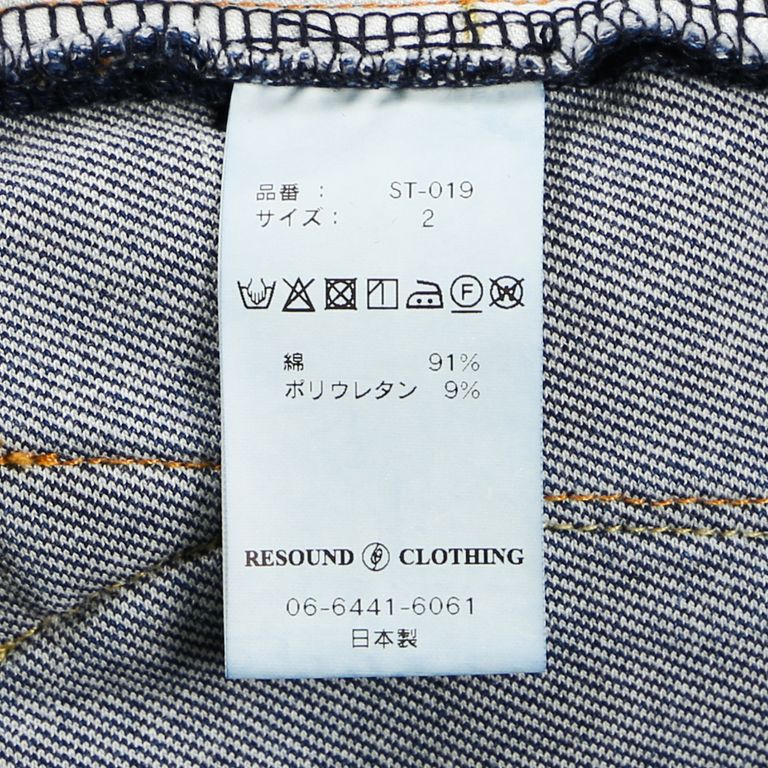 品番 : ST-019
サイズ : 2
F W
綿 91%
ポリウレタン 9%
RESOUND CLOTHING
06-6441-6061
日本製